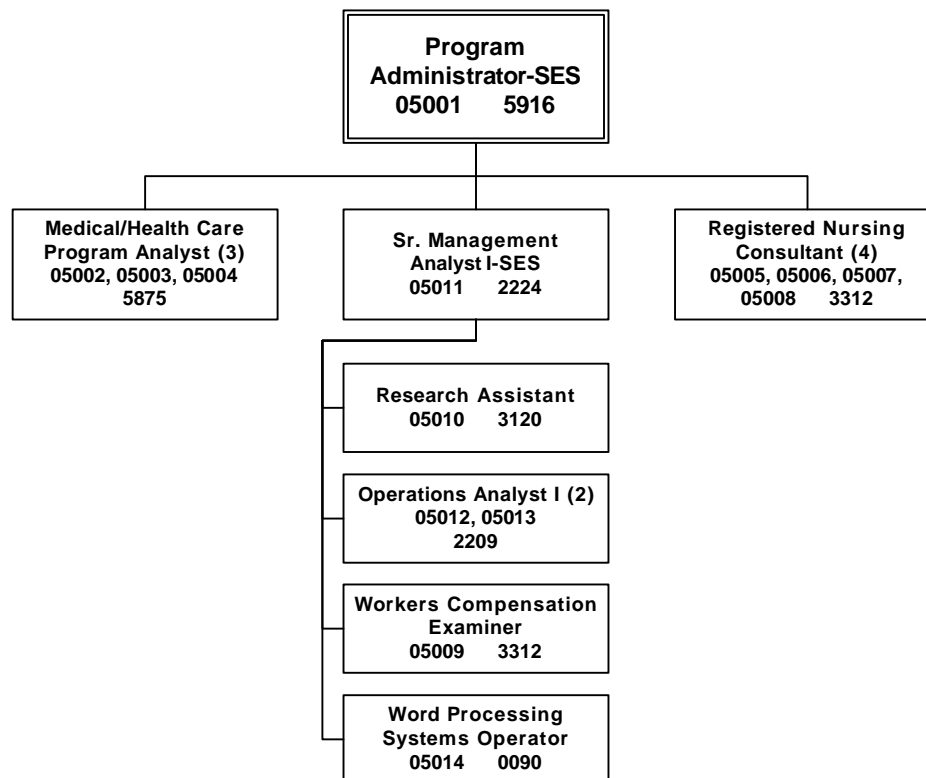 Program
Administrator-SES
05001 5916
Medical/Health Care
Program Analyst (3)
05002, 05003, 05004
5875
Sr. Management
Analyst I-SES
05011 2224
Registered Nursing
Consultant (4)
05005, 05006, 05007,
05008 3312
Research Assistant
05010 3120
Operations Analyst I (2)
05012, 05013
2209
Workers Compensation
Examiner
05009 3312
Word Processing
Systems Operator
05014 0090